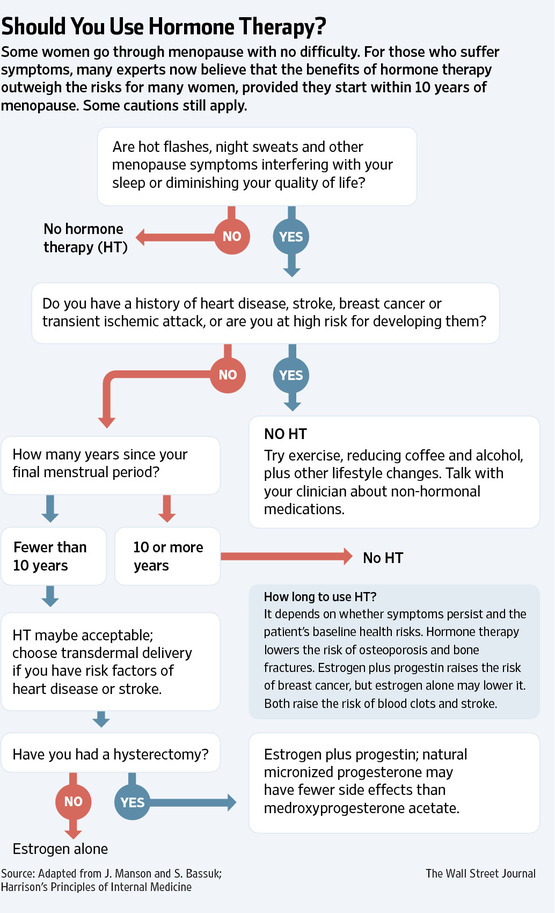 Should You Use Hormone Therapy?
Some women go through menopause with no difficulty. For those who suffer
symptoms, many experts now believe that the benefits of hormone therapy
outweigh the risks for many women, provided they start within 10 years of
menopause. Some cautions still apply.
Are hot flashes, night sweats and other
menopause symptoms interfering with your
sleep or diminishing your quality of life?
No hormone
therapy (HT)
NO
YES
Do you have a history of heart disease, stroke, breast cancer or
transient ischemic attack, or are you at high risk for developing them?
NO
YES
NO HT
Try exercise, reducing coffee and alcohol,
plus other lifestyle changes. Talk with
your clinician about non-hormonal
medications.
How many years since your
final menstrual period?
Fewer than
10 years
10 or more
years
No HT
How long to use HT?
It depends on whether symptoms persist and the
patient's baseline health risks. Hormone therapy
lowers the risk of osteoporosis and bone
fractures. Estrogen plus progestin raises the risk
of breast cancer, but estrogen alone may lower it.
Both raise the risk of blood clots and stroke.
HT maybe acceptable;
choose transdermal delivery
if you have risk factors of
heart disease or stroke.
Have you had a hysterectomy?
NO
YES
Estrogen plus progestin; natural
micronized progesterone may
have fewer side effects than
medroxyprogesterone acetate.
Estrogen alone
Source: Adapted from J. Manson and S. Bassuk;
Harrison's Principles of Internal Medicine
The Wall Street Journal